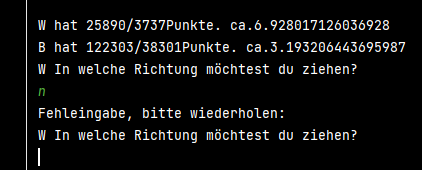 W hat 25890/3737Punkte. ca.6.928017126036928
B hat 122303/38301Punkte. ca.3.193206443695987
W In welche Richtung möchtest du ziehen?
n
Fehleingabe, bitte wiederholen:
W In welche Richtung möchtest du ziehen?